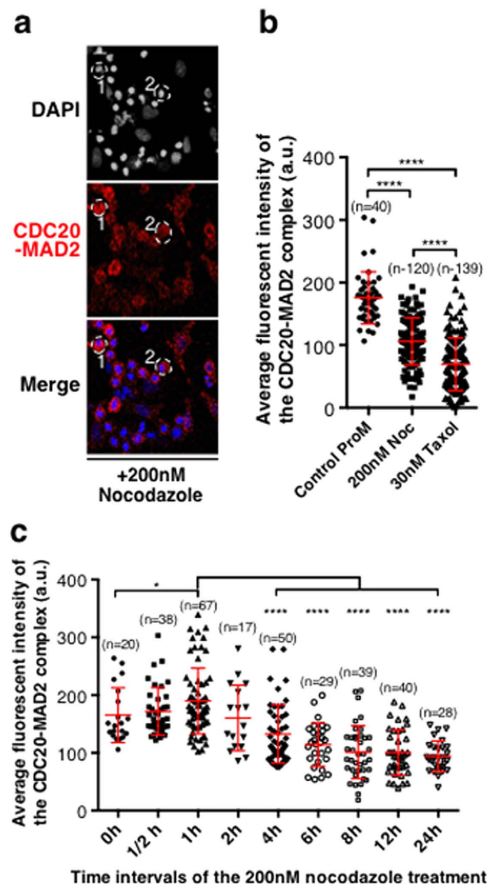 a
DAPI
1
2
CDC20
-MAD2
1
2
Merge
1
2
+200nM
Nocodazole
b
Average fluorescent intensity of
the CDC20-MAD2 complex (a.u.)
400
300
200
100
0
****
****
****
(n=40)
(n-120)
(n-139)
Control ProM
200nM Noc
30nM Taxol
c
Average fluorescent intensity of
the CDC20-MAD2 complex (a.u.)
400
300
200
100
0
*
****
****
****
****
****
(n=20)
(n=38)
(n=67)
(n=17)
(n=50)
(n=29)
(n=39)
(n=40)
(n=28)
0h
1/2 h
1h
2h
4h
6h
8h
12h
24h
Time intervals of the 200nM nocodazole treatment